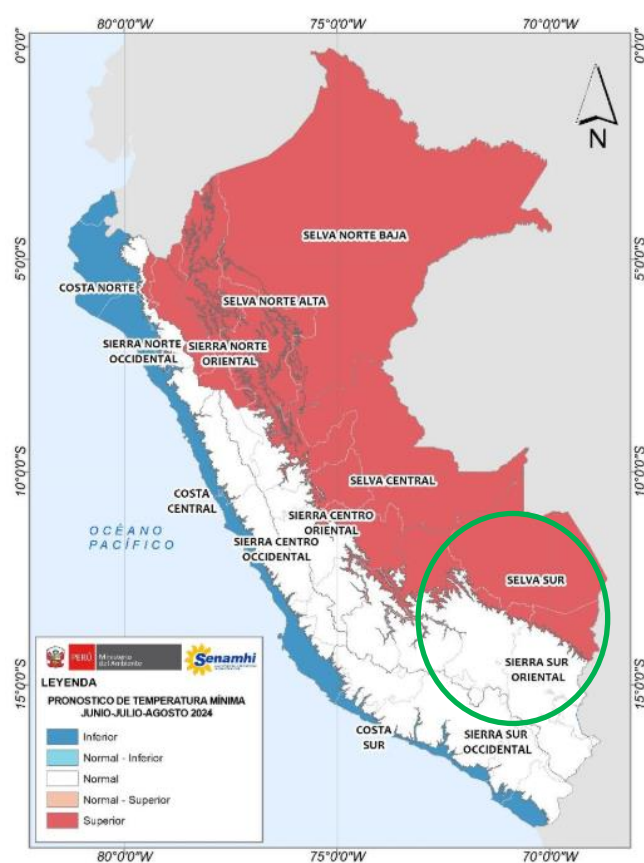 80°0'0"W 75°0'0"W 70°0'0"W
0°0'0" 0°0'0"
N
SELVA NORTE BAJA
5°0'0"S 5°0'0"S
COSTA NORTE
SELVA NORTE ALTA
SIERRA NORTE
OCCIDENTAL
SIERRA NORTE
ORIENTAL
10°0'0"S 10°0'0"S
SELVA CENTRAL
COSTA
CENTRAL
SIERRA CENTRO
ORIENTAL
OCÉANO
PACÍFICO
SIERRA CENTRO
OCCIDENTAL
SELVA SUR
PERÚ
Ministerio
del Ambiente
Senamhi
SIERRA SUR
ORIENTAL
LEYENDA
15°0'0"S 15°0'0"S
PRONOSTICO DE TEMPERATURA MÍNIMA
JUNIO-JULIO-AGOSTO 2024
COSTA
SUR
SIERRA SUR
OCCIDENTAL
Inferior
Normal - Inferior
Normal
Normal - Superior
Superior
80°0'0"W 75°0'0"W 70°0'0"W